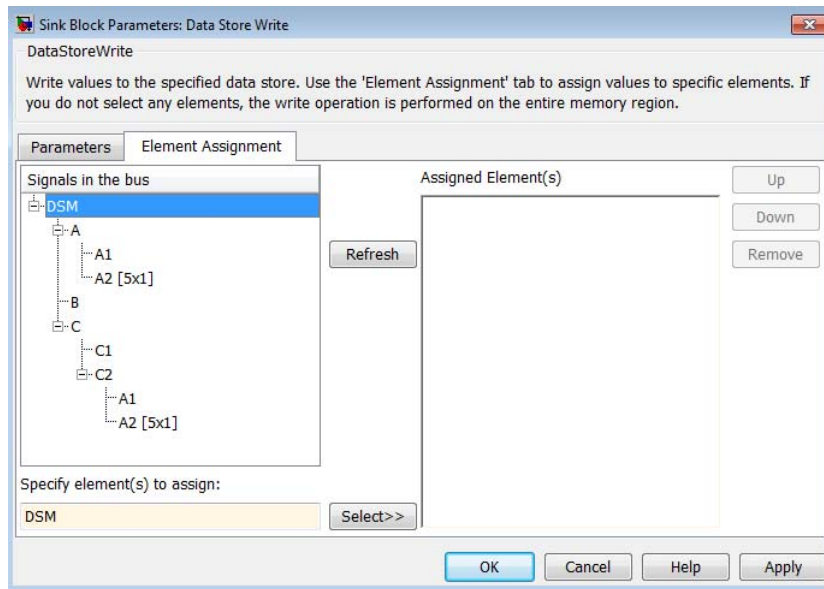 Sink Block Parameters: Data Store Write
DataStoreWrite
Write values to the specified data store. Use the 'Element Assignment' tab to assign values to specific elements. If
you do not select any elements, the write operation is performed on the entire memory region.
Parameters
Element Assignment
Signals in the bus
DSM
A
A1
A2 [5x1]
B
C
C1
C2
A1
A2 [5x1]
Specify element(s) to assign:
DSM
Refresh
Select>>
Assigned Element(s)
Up
Down
Remove
OK
Cancel
Help
Apply